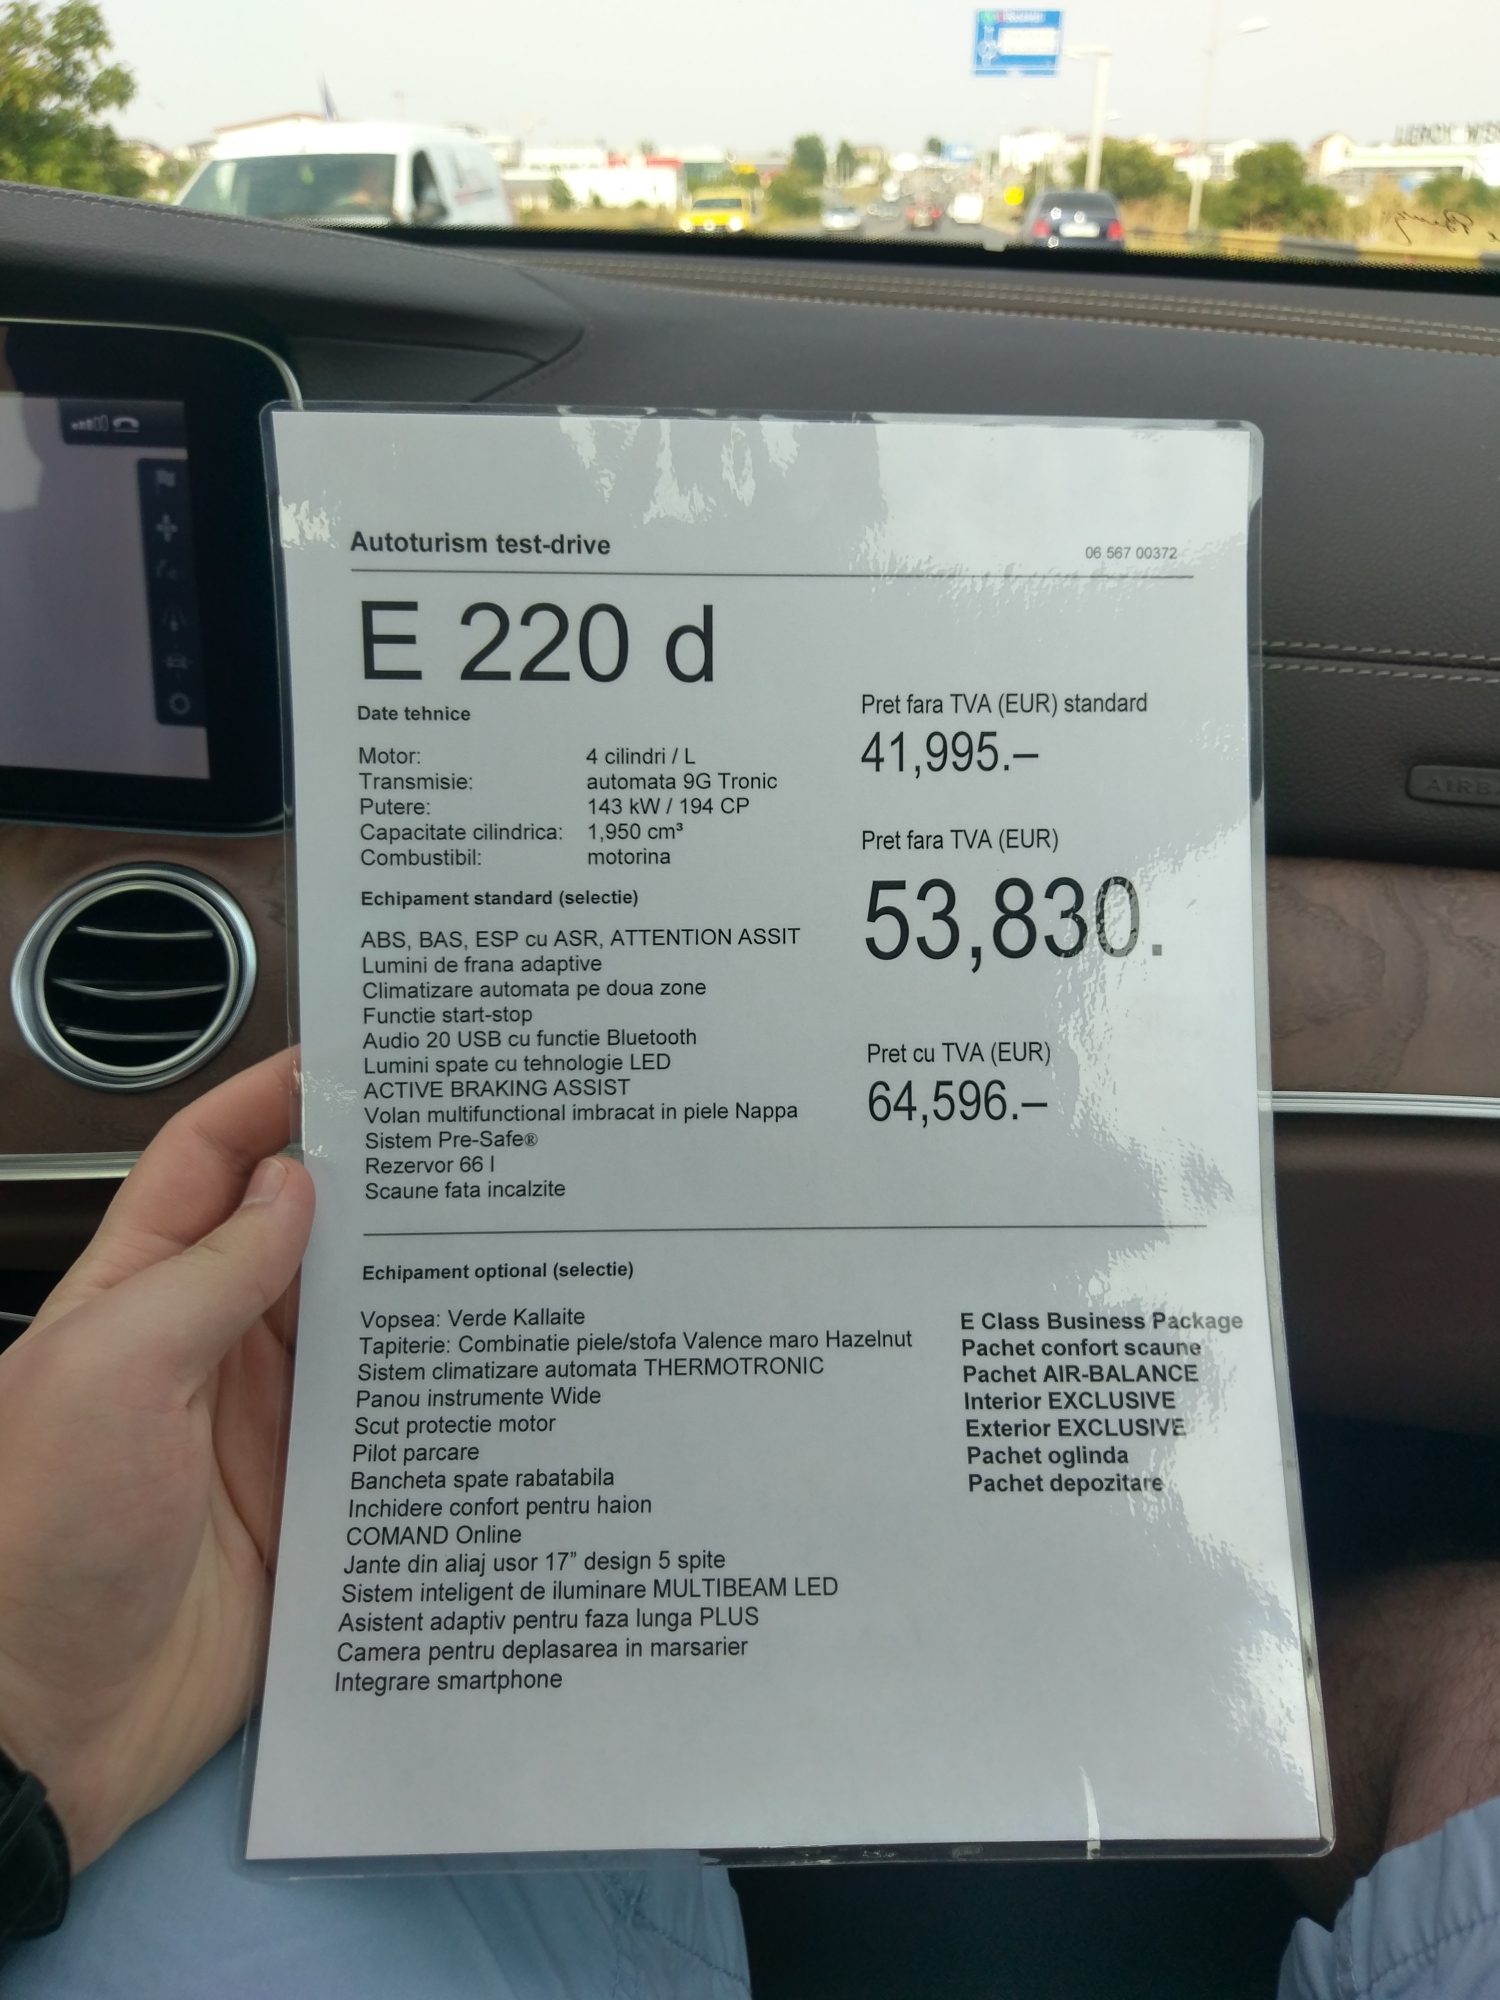 Autoturism test-drive
06 567 00372
E 220 d
Date tehnice
Motor: 4 cilindri / L
Transmisie: automata 9G Tronic
Putere: 143 kW / 194 CP
Capacitate cilindrica: 1,950 cm³
Combustibil: motorina
Pret fara TVA (EUR) standard
41,995.–
Pret fara TVA (EUR)
53,830.
Pret cu TVA (EUR)
64,596.–
Echipament standard (selectie)
ABS, BAS, ESP cu ASR, ATTENTION ASSIT
Lumini de frana adaptive
Climatizare automata pe doua zone
Functie start-stop
Audio 20 USB cu functie Bluetooth
Lumini spate cu tehnologie LED
ACTIVE BRAKING ASSIST
Volan multifunctional imbracat in piele Nappa
Sistem Pre-Safe®
Rezervor 66 l
Scaune fata incalzite
Echipament optional (selectie)
Vopsea: Verde Kallaite
Tapiterie: Combinatie piele/stofa Valence maro Hazelnut
Sistem climatizare automata THERMOTRONIC
Panou instrumente Wide
Scut protectie motor
Pilot parcare
Bancheta spate rabatabila
Inchidere confort pentru haion
COMAND Online
Jante din aliaj usor 17” design 5 spite
Sistem inteligent de iluminare MULTIBEAM LED
Asistent adaptiv pentru faza lunga PLUS
Camera pentru deplasarea in marsarier
Integrare smartphone
E Class Business Package
Pachet confort scaune
Pachet AIR-BALANCE
Interior EXCLUSIVE
Exterior EXCLUSIVE
Pachet oglinda
Pachet depozitare